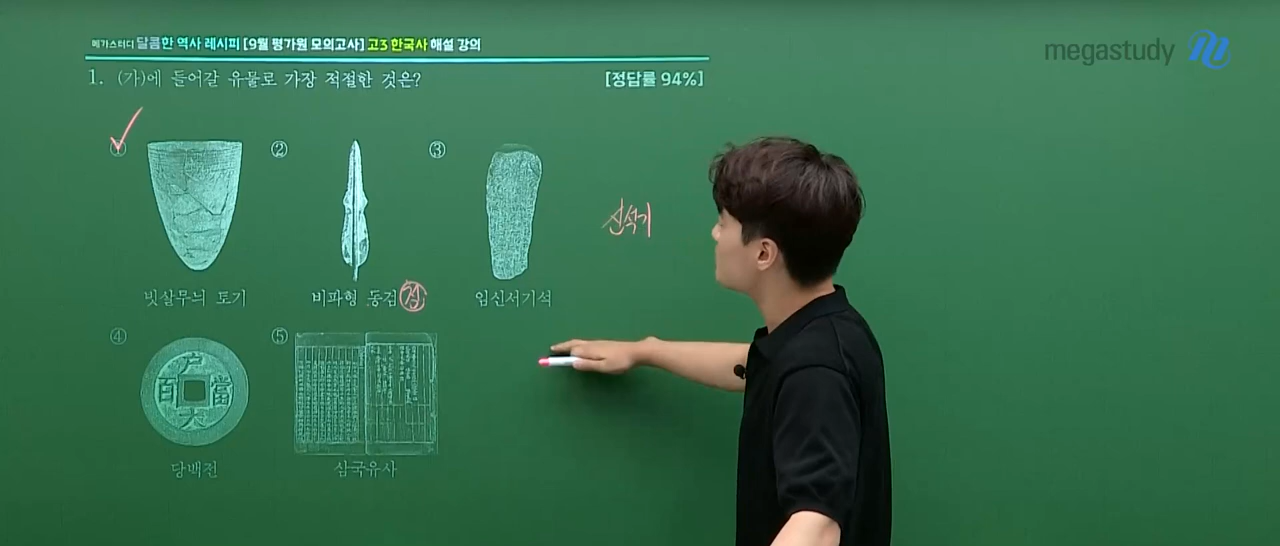 메가스터디 달콤한 역사 레시피 [9월 평가원 모의고사] 고3 한국사 해설 강의
megastudy
1. (가)에 들어갈 유물로 가장 적절한 것은?
[정답률 94%]
① ② ③
신석기
빗살무늬 토기 비파형 동검 청 임신서기석
④ ⑤
戶 百 當 大
당백전 삼국유사